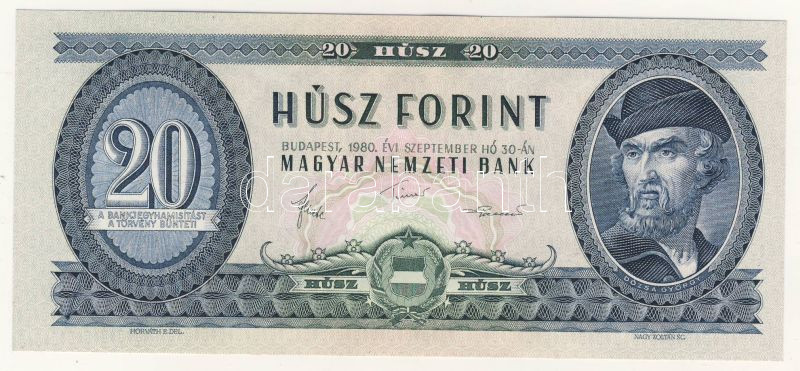 20 HÚSZ 20
HÚSZ FORINT
BUDAPEST, 1980. ÉVI SZEPTEMBER HÓ 30-ÁN
MAGYAR NEMZETI BANK
20
A BANKJEGYHAMISÍTÁST
A TÖRVÉNY BÜNTETI
DÓZSA GYÖRGY
HÚSZ HÚSZ
HORVÁTH E. DEL.
NAGY ZOLTÁN SC.